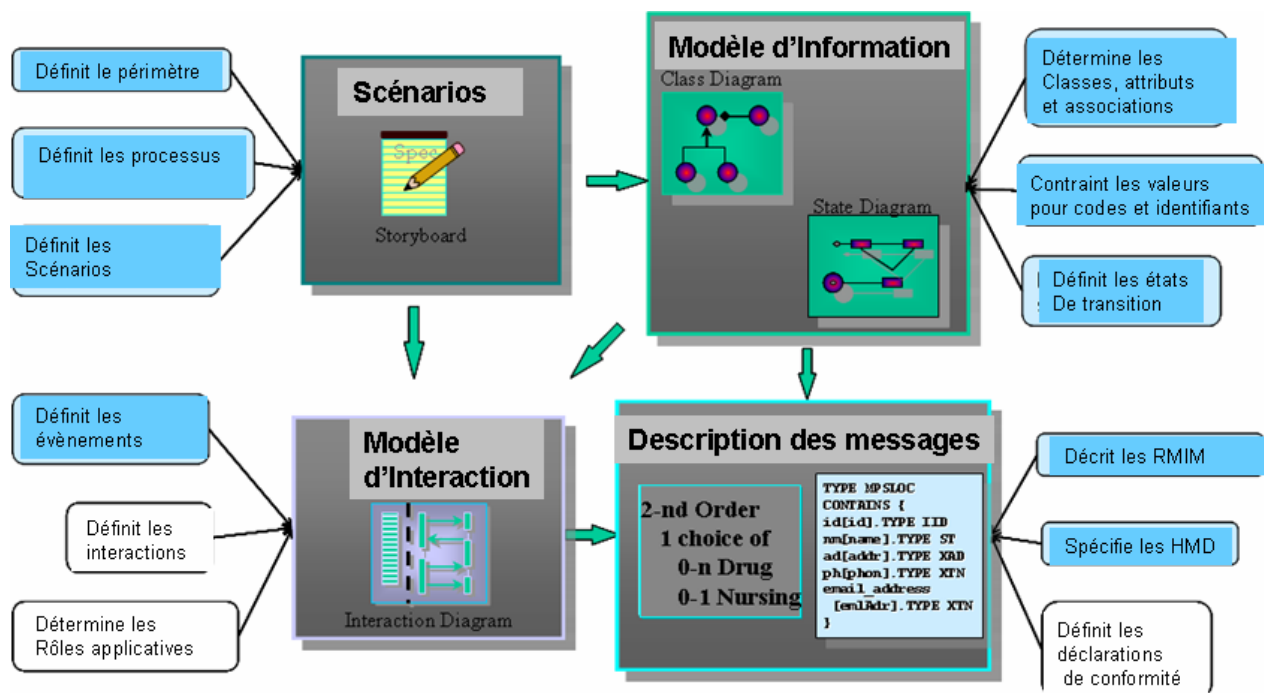 Définit le périmètre
Définit les processus
Définit les
Scénarios
Scénarios
Spec
Storyboard
Modèle d'Information
Class Diagram
State Diagram
Détermine les
Classes, attributs
et associations
Contraint les valeurs
pour codes et identifiants
Définit les états
De transition
Définit les
évènements
Définit les
interactions
Détermine les
Rôles applicatives
Modèle
d'Interaction
Interaction Diagram
Description des messages
2-nd Order
1 choice of
0-n Drug
0-1 Nursing
TYPE MPSLOC
CONTAINS {
id[id].TYPE IID
nm[name].TYPE ST
ad[addr].TYPE XAD
ph[phon].TYPE XTN
email_address
[emlAdr].TYPE XTN
}
Décrit les RMIM
Spécifie les HMD
Définit les
déclarations
de conformité